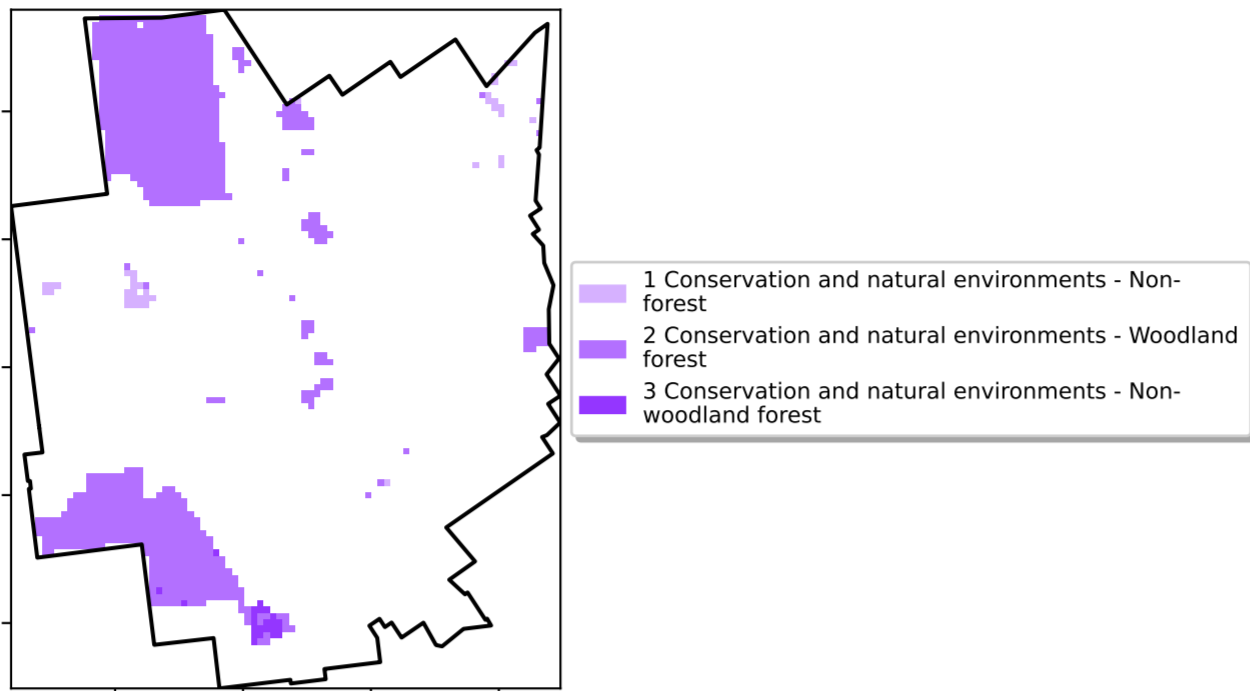 1 Conservation and natural environments - Non-
forest
2 Conservation and natural environments - Woodland
forest
3 Conservation and natural environments - Non-
woodland forest